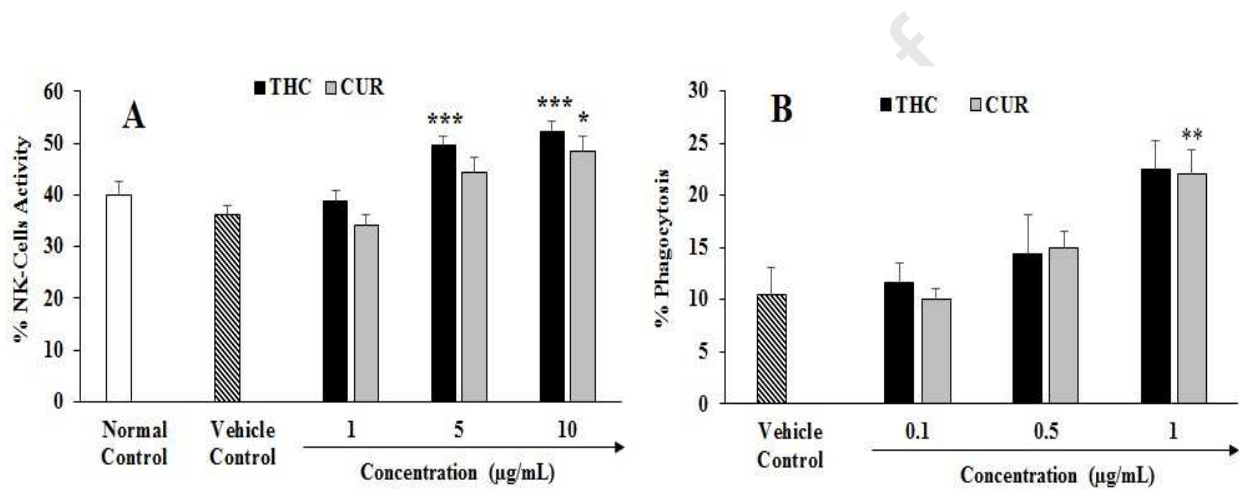 A
THC CUR
% NK-Cells Activity
60
50
40
30
20
10
0
***
***
*
Normal Control
Vehicle Control
1
5
10
Concentration (µg/mL)
f
B
THC CUR
% Phagocytosis
30
25
20
15
10
5
0
**
Vehicle Control
0.1
0.5
1
Concentration (µg/mL)